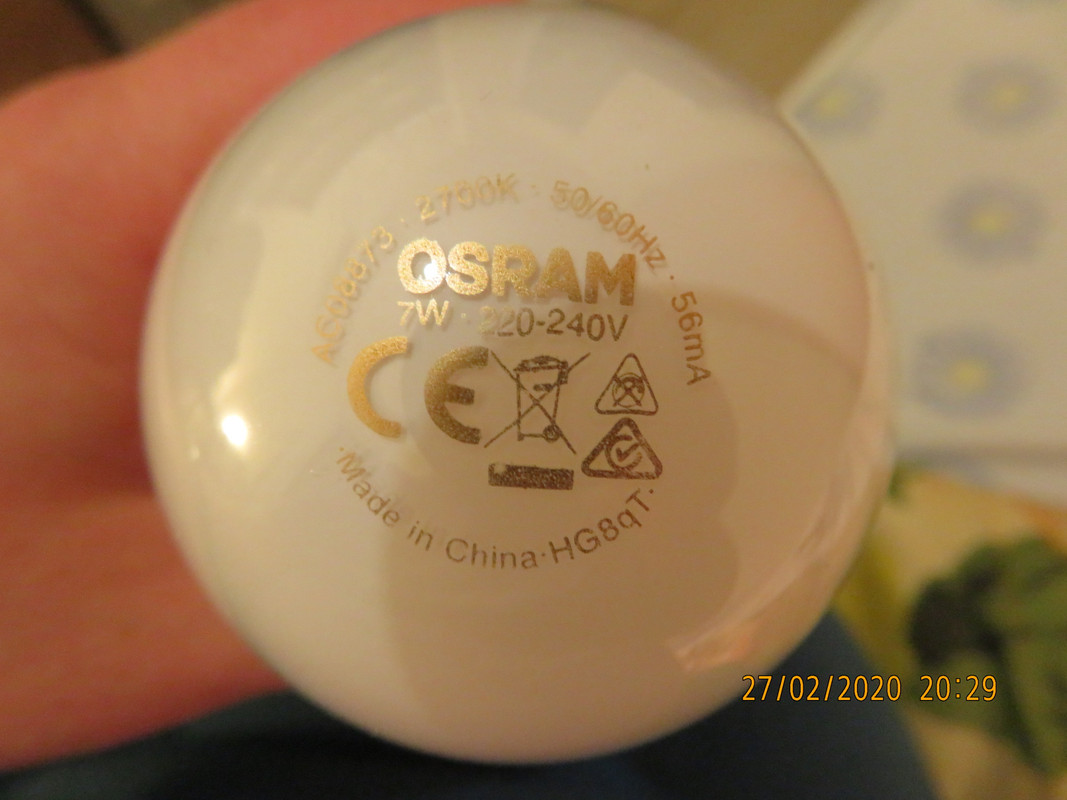 AC08873 · 2700K · 50/60Hz · 56mA
OSRAM
7W · 220-240V
CE
·Made in China·HG8qT·
27/02/2020 20:29